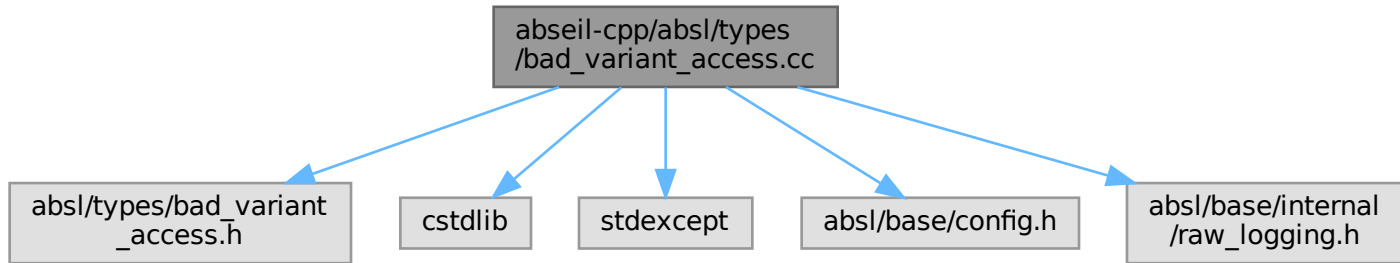 abseil-cpp/absl/types
/bad_variant_access.cc
absl/types/bad_variant
_access.h
cstdlib
stdexcept
absl/base/config.h
absl/base/internal
/raw_logging.h